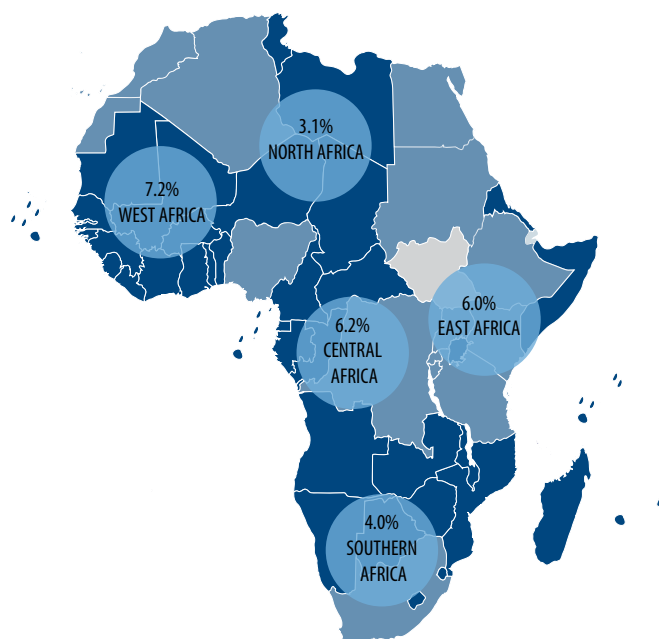 3.1%
NORTH AFRICA
7.2%
WEST AFRICA
6.0%
EAST AFRICA
6.2%
CENTRAL
AFRICA
4.0%
SOUTHERN
AFRICA